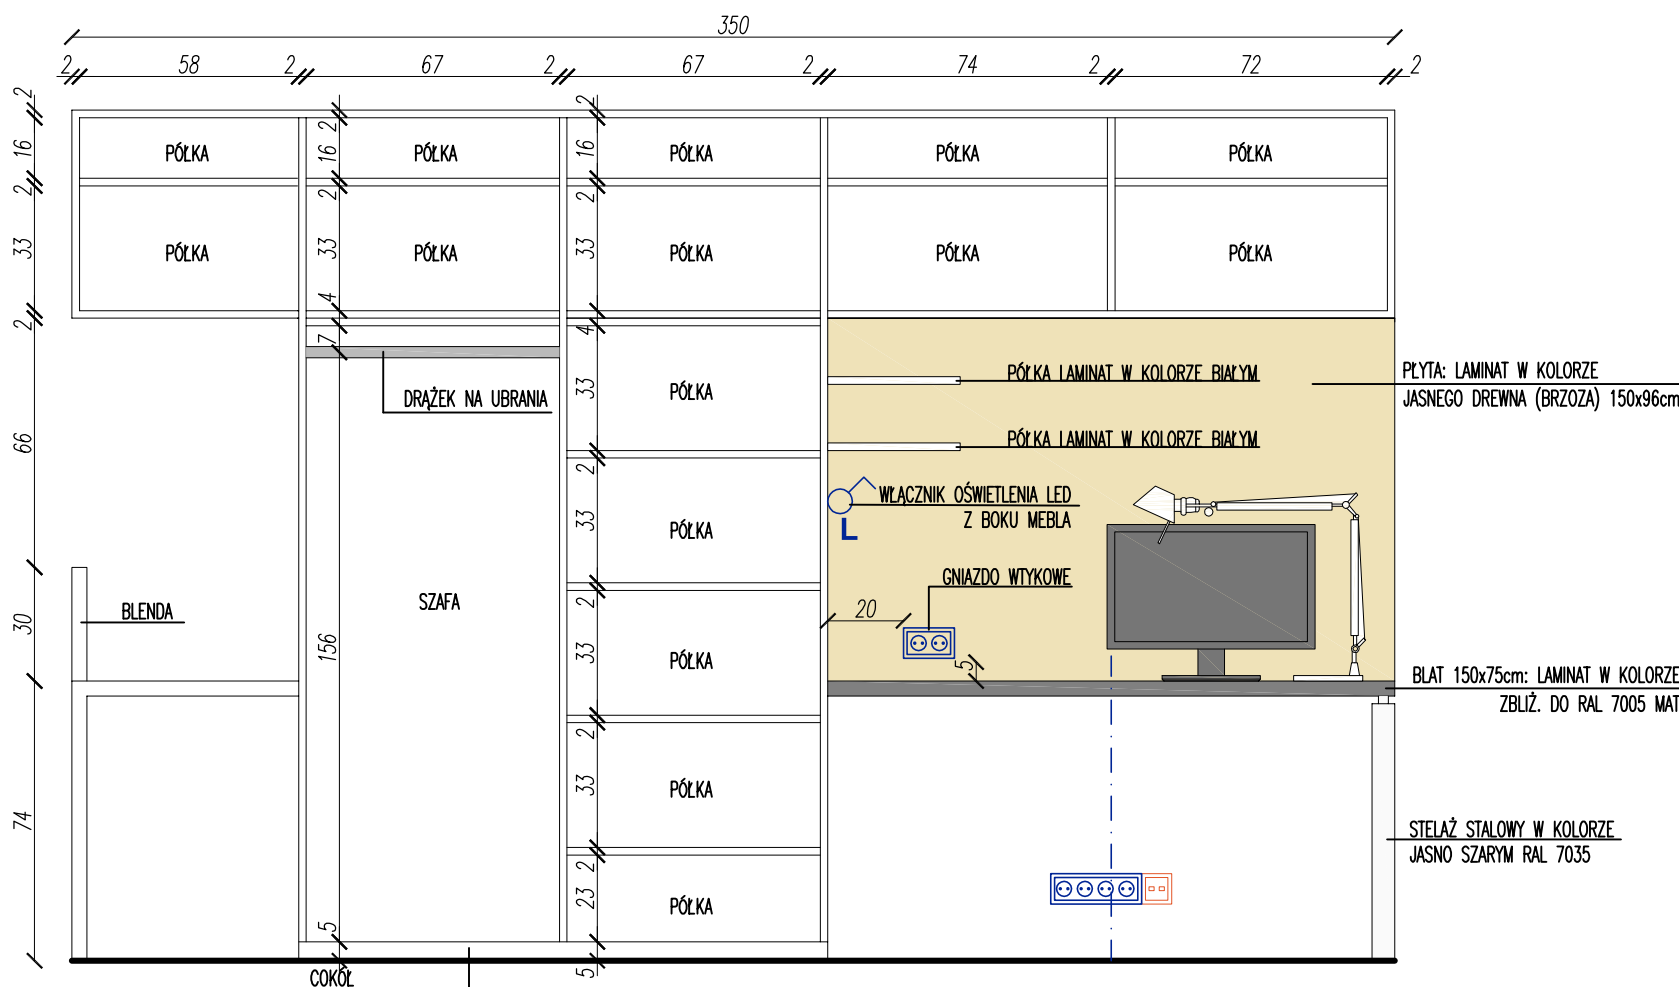 350
2 58 2 67 2 67 2 74 2 72 2
2 2
16 2 16 16
PÓŁKA PÓŁKA PÓŁKA PÓŁKA PÓŁKA
2 2 2
33 33 33
PÓŁKA PÓŁKA PÓŁKA PÓŁKA PÓŁKA
2 4 4
7
DRĄŻEK NA UBRANIA
33
PÓŁKA
PÓŁKA LAMINAT W KOLORZE BIAŁYM
PŁYTA: LAMINAT W KOLORZE
JASNEGO DREWNA (BRZOZA) 150x96cm
66
2
PÓŁKA LAMINAT W KOLORZE BIAŁYM
33
PÓŁKA
WŁĄCZNIK OŚWIETLENIA LED
Z BOKU MEBLA
L
GNIAZDO WTYKOWE
30
BLENDA
SZAFA
2
20
156
33
PÓŁKA
5
BLAT 150x75cm: LAMINAT W KOLORZE
ZBLIŻ. DO RAL 7005 MAT
2
74
33
PÓŁKA
STELAŻ STALOWY W KOLORZE
JASNO SZARYM RAL 7035
2
23
PÓŁKA
5
5
COKÓŁ